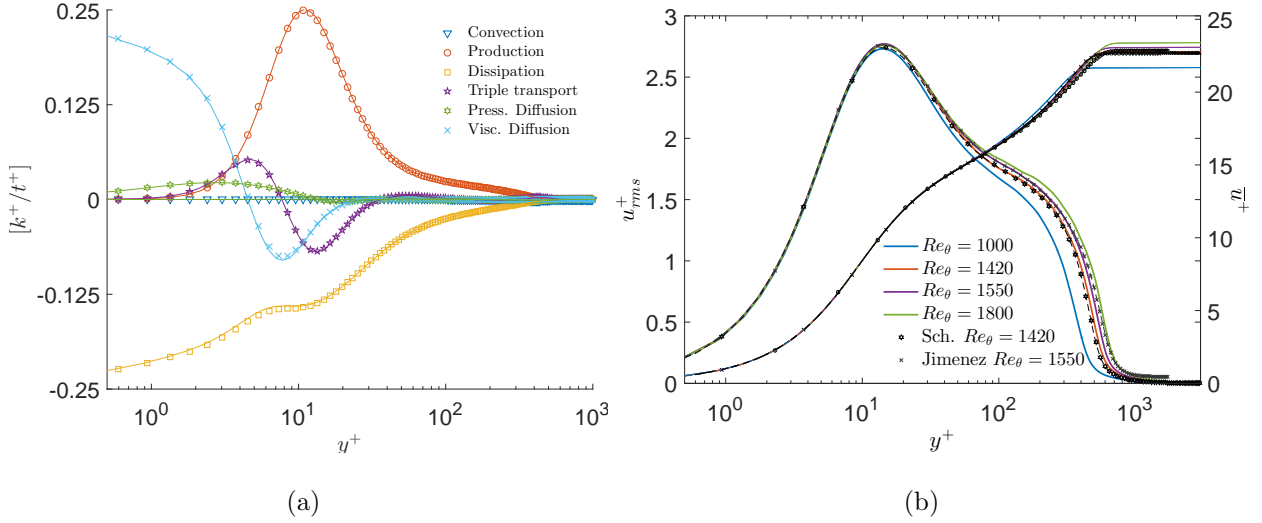 0.25
0.125
0
-0.125
-0.25
[k⁺/t⁺]
Convection
Production
Dissipation
Triple transport
Press. Diffusion
Visc. Diffusion
10⁰
10¹
10²
10³
y⁺
(a)
3
2.5
2
1.5
1
0.5
0
u⁺rms
25
20
15
10
5
0
u⁺
Reθ = 1000
Reθ = 1420
Reθ = 1550
Reθ = 1800
Sch. Reθ = 1420
Jimenez Reθ = 1550
10⁰
10¹
10²
10³
y⁺
(b)